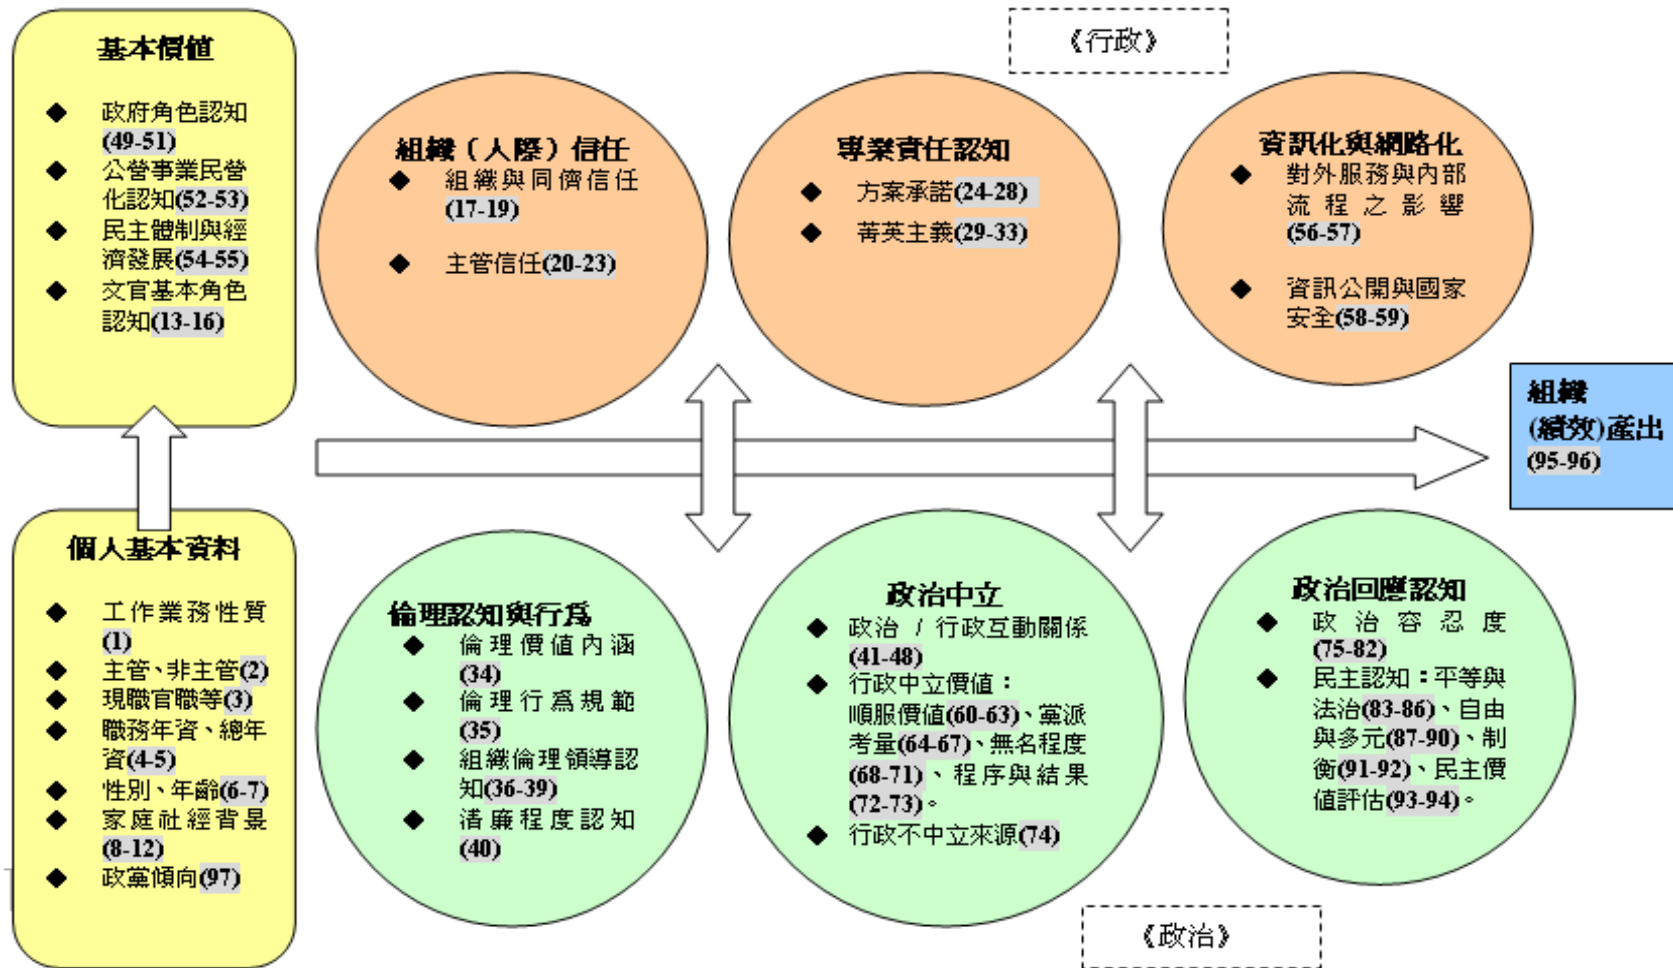 基本價值
◆ 政府角色認知
(49-51)
◆ 公營事業民營
化認知(52-53)
◆ 民主體制與經
濟發展(54-55)
◆ 文官基本角色
認知(13-16)
個人基本資料
◆ 工作業務性質
(1)
◆ 主管、非主管(2)
◆ 現職官職等(3)
◆ 職務年資、總年
資(4-5)
◆ 性別、年齡(6-7)
◆ 家庭社經背景
(8-12)
◆ 政黨傾向(97)
《行政》
組織（人際）信任
◆ 組織與同儕信任
(17-19)
◆ 主管信任(20-23)
專業責任認知
◆ 方案承諾(24-28)
◆ 菁英主義(29-33)
資訊化與網路化
◆ 對外服務與內部
流程之影響
(56-57)
◆ 資訊公開與國家
安全(58-59)
組織
(績效)產出
(95-96)
倫理認知與行為
◆ 倫理價值內涵
(34)
◆ 倫理行為規範
(35)
◆ 組織倫理領導認
知(36-39)
◆ 清廉程度認知
(40)
政治中立
◆ 政治 / 行政互動關係
(41-48)
◆ 行政中立價值：
順服價值(60-63)、黨派
考量(64-67)、無名程度
(68-71)、程序與結果
(72-73)。
◆ 行政不中立來源(74)
政治回應認知
◆ 政治容忍度
(75-82)
◆ 民主認知：平等與
法治(83-86)、自由
與多元(87-90)、制
衡(91-92)、民主價
值評估(93-94)。
《政治》